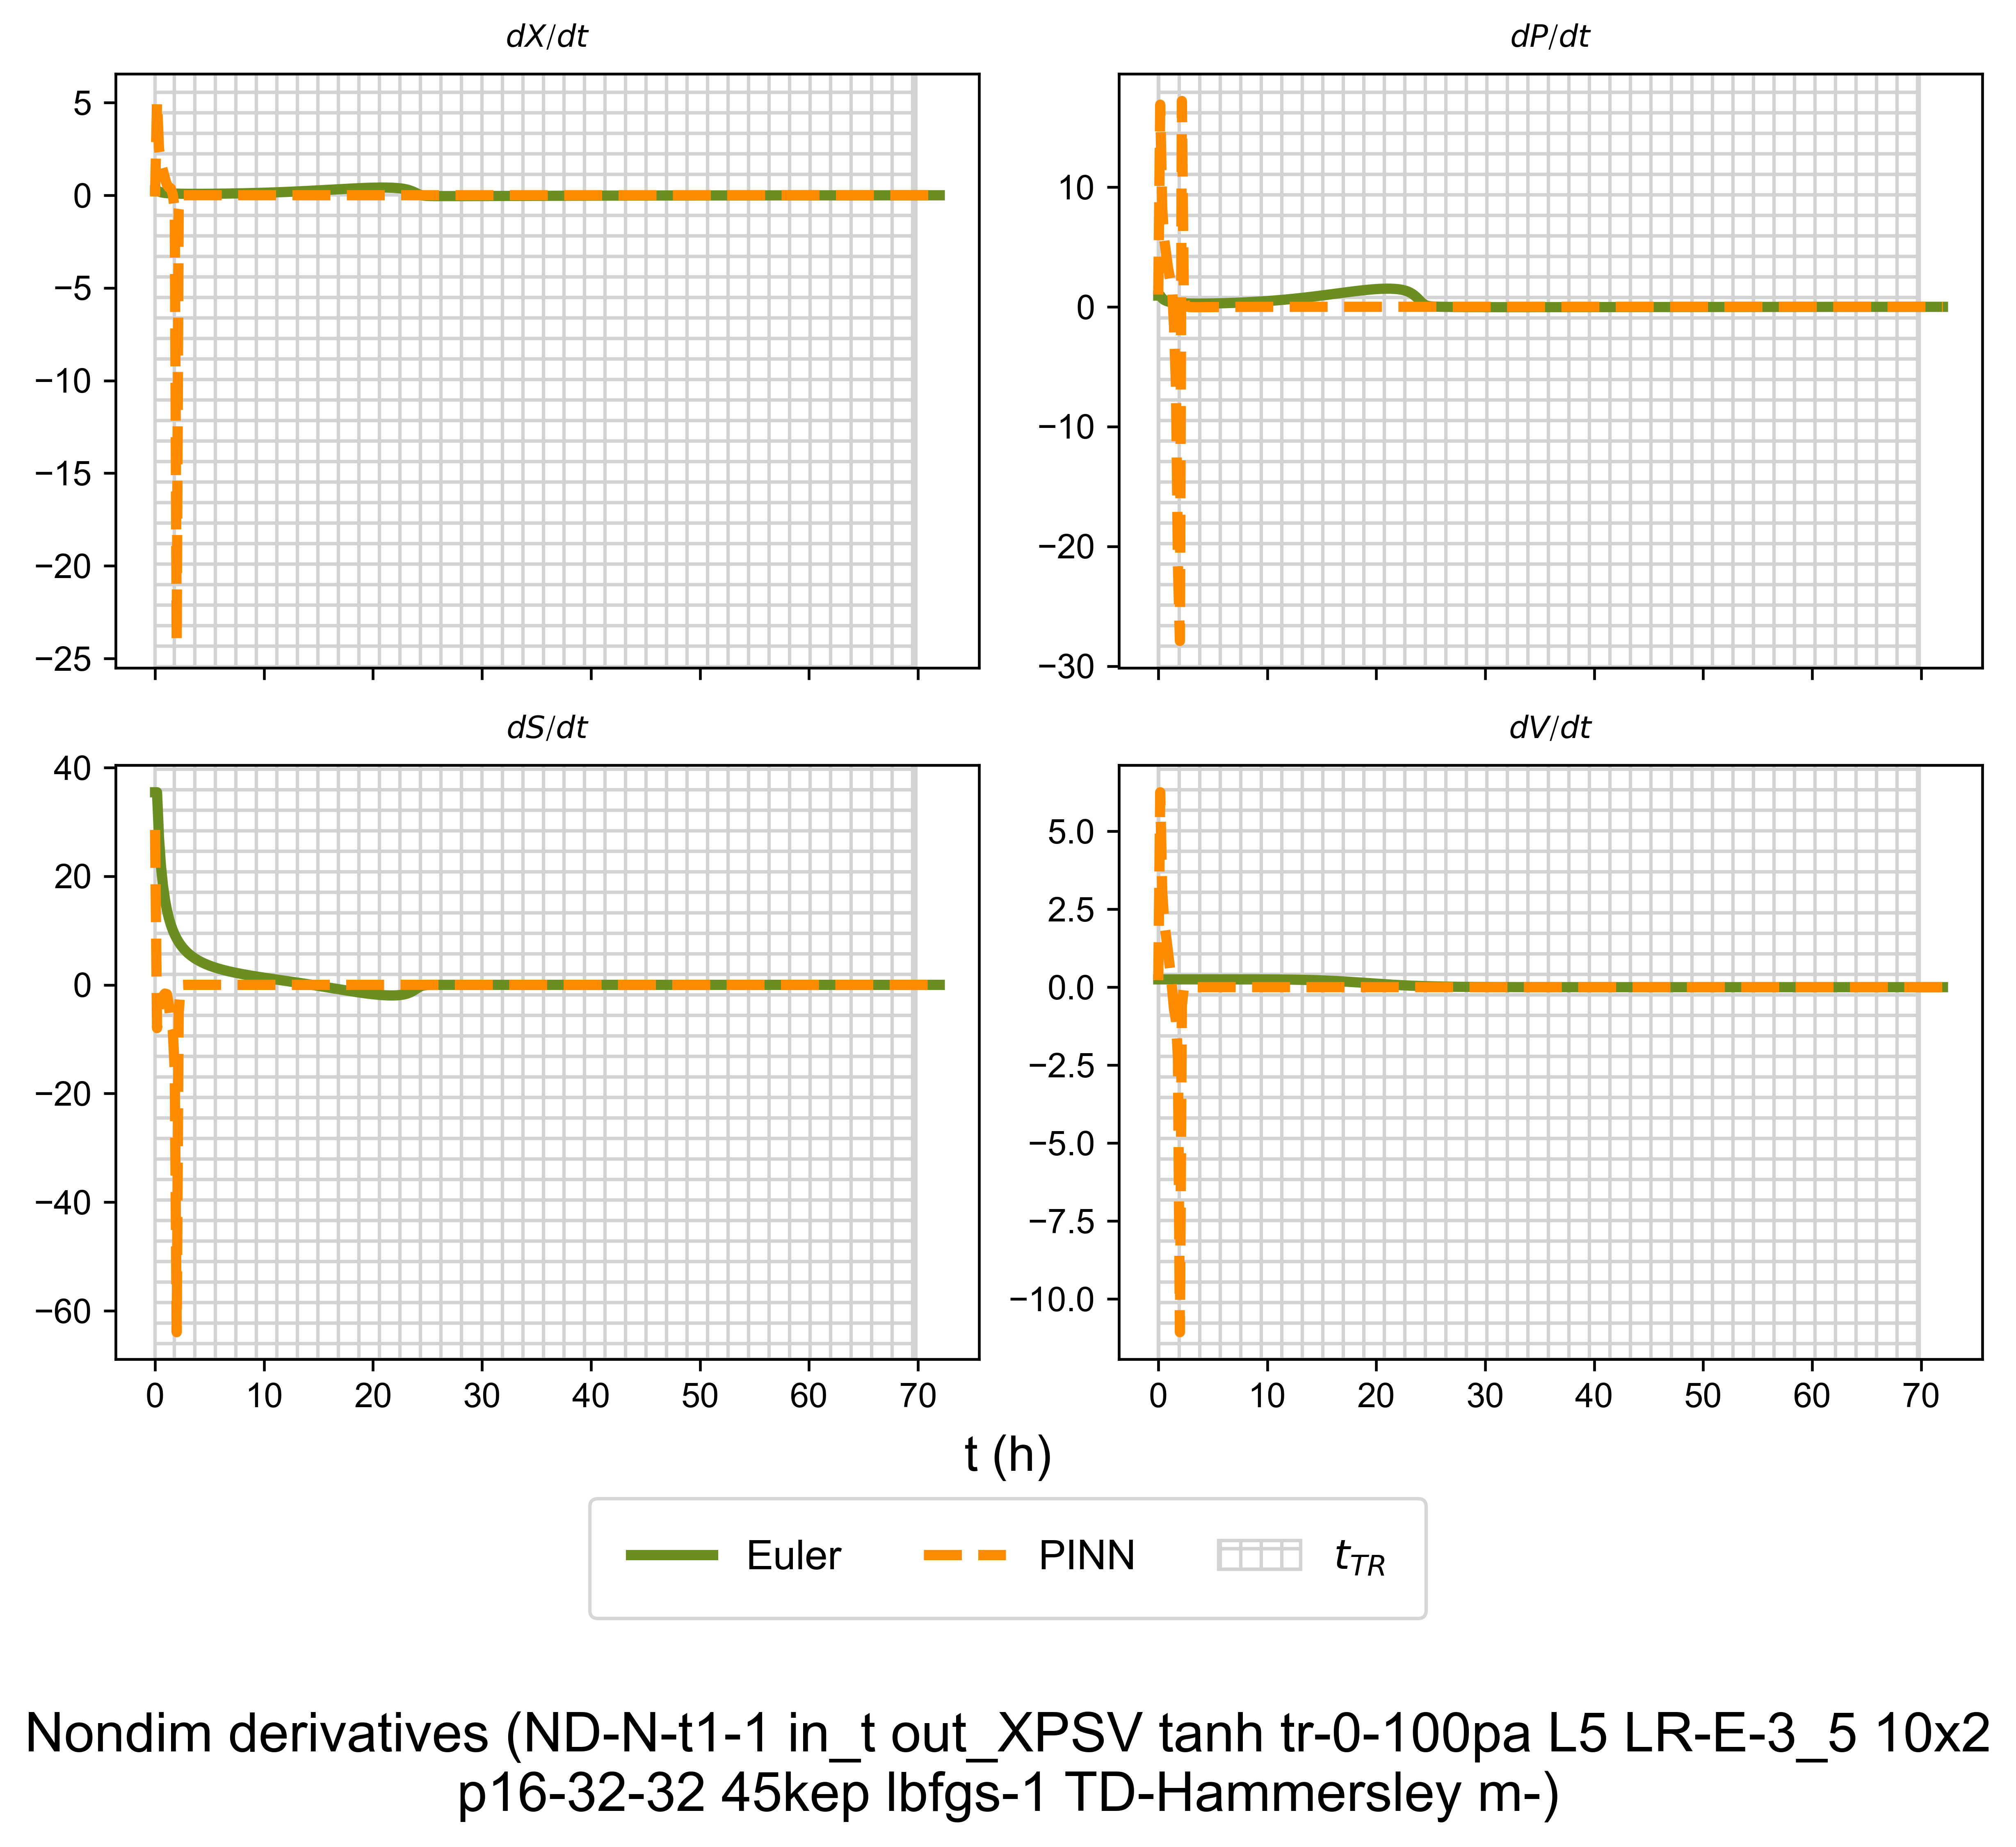 dX/dt
dP/dt
5
0
−5
−10
−15
−20
−25
10
0
−10
−20
−30
dS/dt
dV/dt
40
20
0
−20
−40
−60
0 10 20 30 40 50 60 70
5.0
2.5
0.0
−2.5
−5.0
−7.5
−10.0
0 10 20 30 40 50 60 70
t (h)
Euler PINN t_TR
Nondim derivatives (ND-N-t1-1 in_t out_XPSV tanh tr-0-100pa L5 LR-E-3_5 10x2
p16-32-32 45kep lbfgs-1 TD-Hammersley m-)